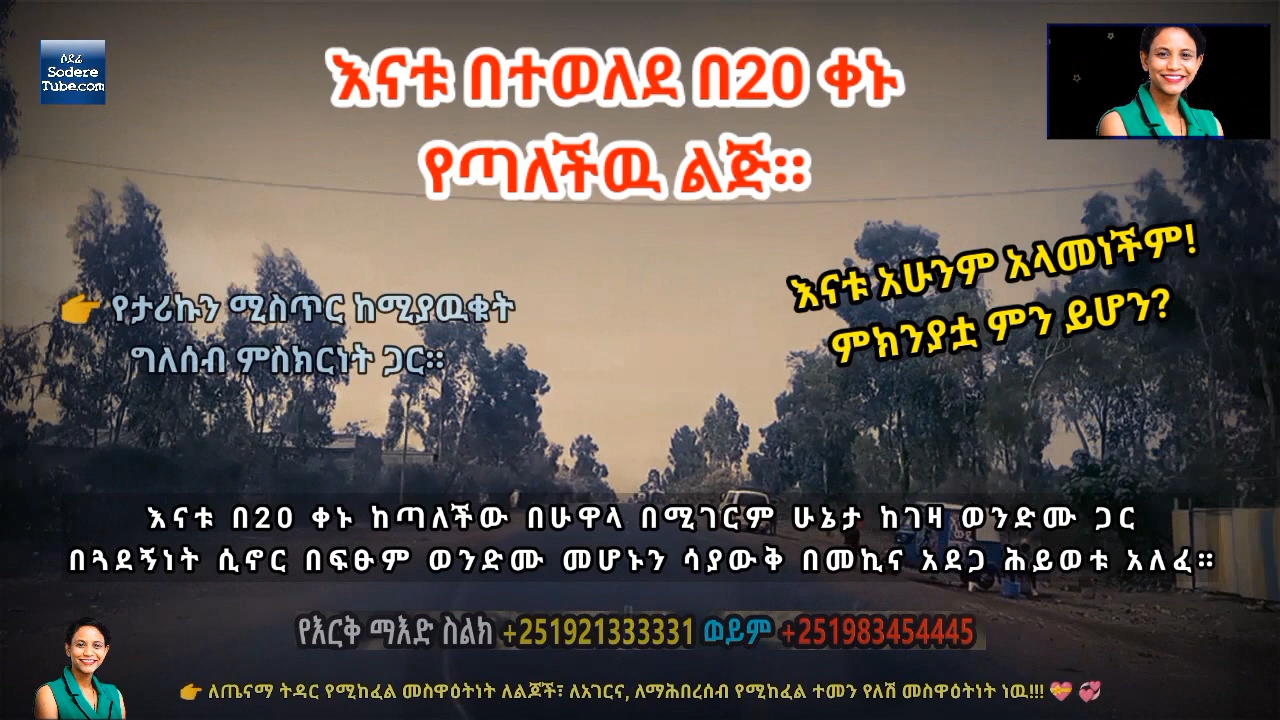 ሶደሬ
Sodere
Tube.com
እናቱ በተወለደ በ20 ቀኑ
የጣለችዉ ልጅ።
እናቱ አሁንም አላመነችም!
ምክንያቷ ምን ይሆን?
👉 የታሪኩን ሚስጥር ከሚያዉቁት
ግለሰብ ምስክርነት ጋር።
እናቱ በ20 ቀኑ ከጣለችው በሁዋላ በሚገርም ሁኔታ ከገዛ ወንድሙ ጋር
በጓደኝነት ሲኖር በፍፁም ወንድሙ መሆኑን ሳያውቅ በመኪና አደጋ ሕይወቱ አለፈ።
የእርቅ ማእድ ስልክ +251921333331 ወይም +251983454445
👉 ለጤናማ ትዳር የሚከፈል መስዋዕትነት ለልጆች፣ ለአገርና, ለማሕበረሰብ የሚከፈል ተመን የለሽ መስዋዕትነት ነዉ!!! 💝 💞